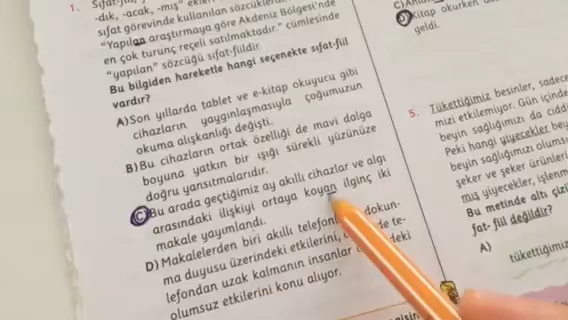 1. Sıfat-fiil,
-dık, -acak, -mış" ekleri
sıfat görevinde kullanılan sözcüklerdir.
"Yapılan araştırmaya göre Akdeniz Bölgesi'nde
en çok turunç reçeli satılmaktadır." cümlesinde
"yapılan" sözcüğü sıfat-fiildir.
Bu bilgiden hareketle hangi seçenekte sıfat-fiil
vardır?
A) Son yıllarda tablet ve e-kitap okuyucu gibi
cihazların yaygınlaşmasıyla çoğumuzun
okuma alışkanlığı değişti.
B) Bu cihazların ortak özelliği de mavi dalga
boyuna yatkın bir ışığı sürekli yüzünüze
doğru yansıtmalarıdır.
C) Bu arada geçtiğimiz ay akıllı cihazlar ve algı
arasındaki ilişkiyi ortaya koyan ilginç iki
makale yayımlandı.
D) Makalelerden biri akıllı telefon dokun-
ma duyusu üzerindeki etkilerini, de te-
lefondan uzak kalmanın insanlar deki
olumsuz etkilerini konu alıyor.
D) Kitap okurken
geldi.
5. Tükettiğimiz besinler, sadece
mizi etkilemiyor. Gün içinde
beyin sağlığımızı da ciddi
Peki hangi yiyecekler bey
beyin sağlığımızı olumsu
şeker ve şeker ürünleri
mış yiyecekler, işlenm
Bu metinde altı çizi
fat- fiil değildir?
A)
tükettiğimiz